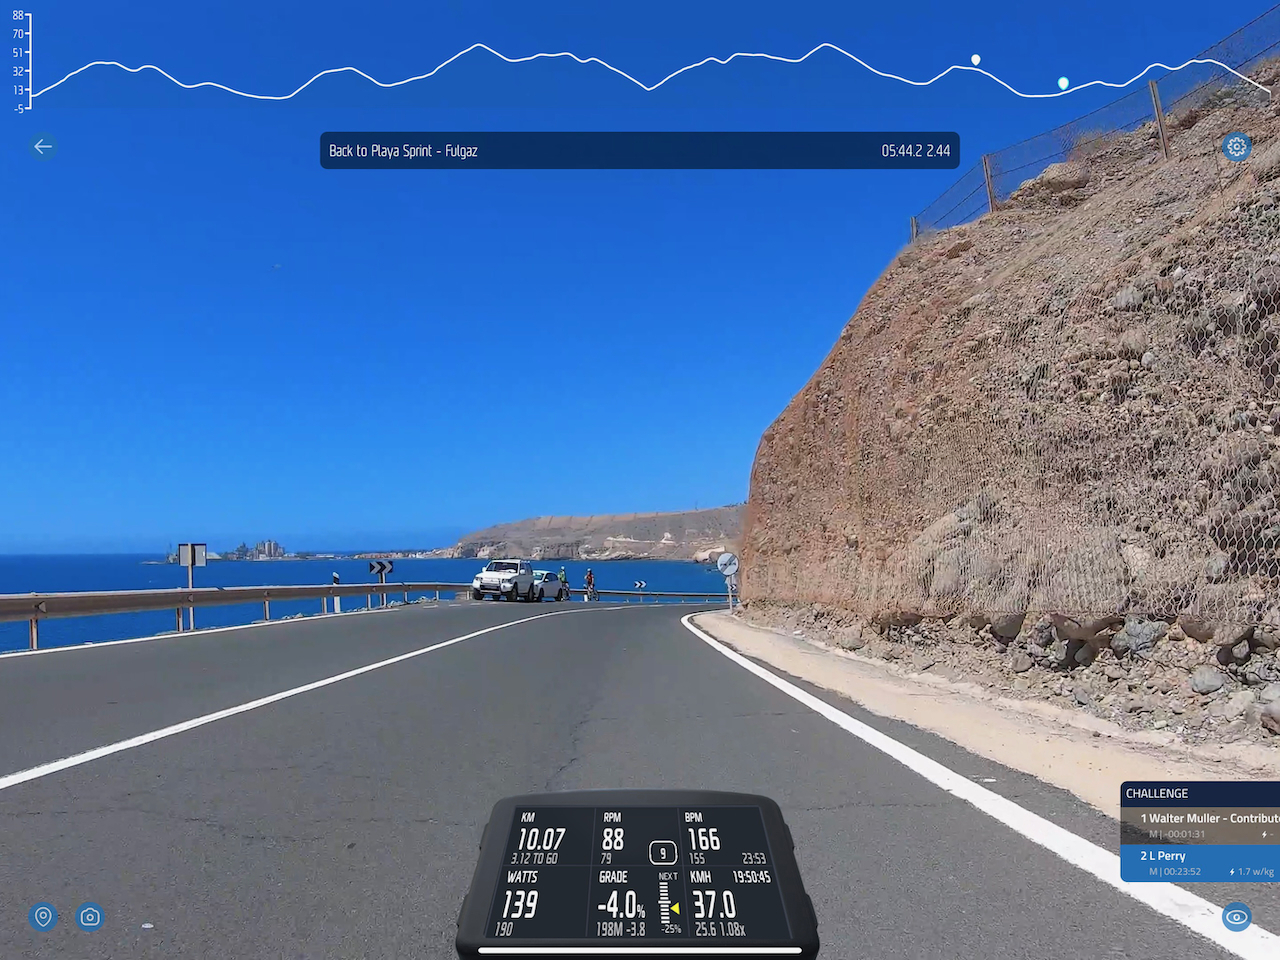 88
70
51
32
13
-5
Back to Playa Sprint - Fulgaz 05:44.2 2.44
CHALLENGE
1 Walter Muller - Contribut
M|-00:01:31 -
2 L Perry
M|00:23:52 1.7 w/kg
KM RPM BPM
10.07 88 9 166
3.12 TO GO 79 155 23:53
WATTS GRADE NEXT KMH 19:50:45
139 -4.0% 37.0
190 198M -3.8 -25% 25.6 1.08x